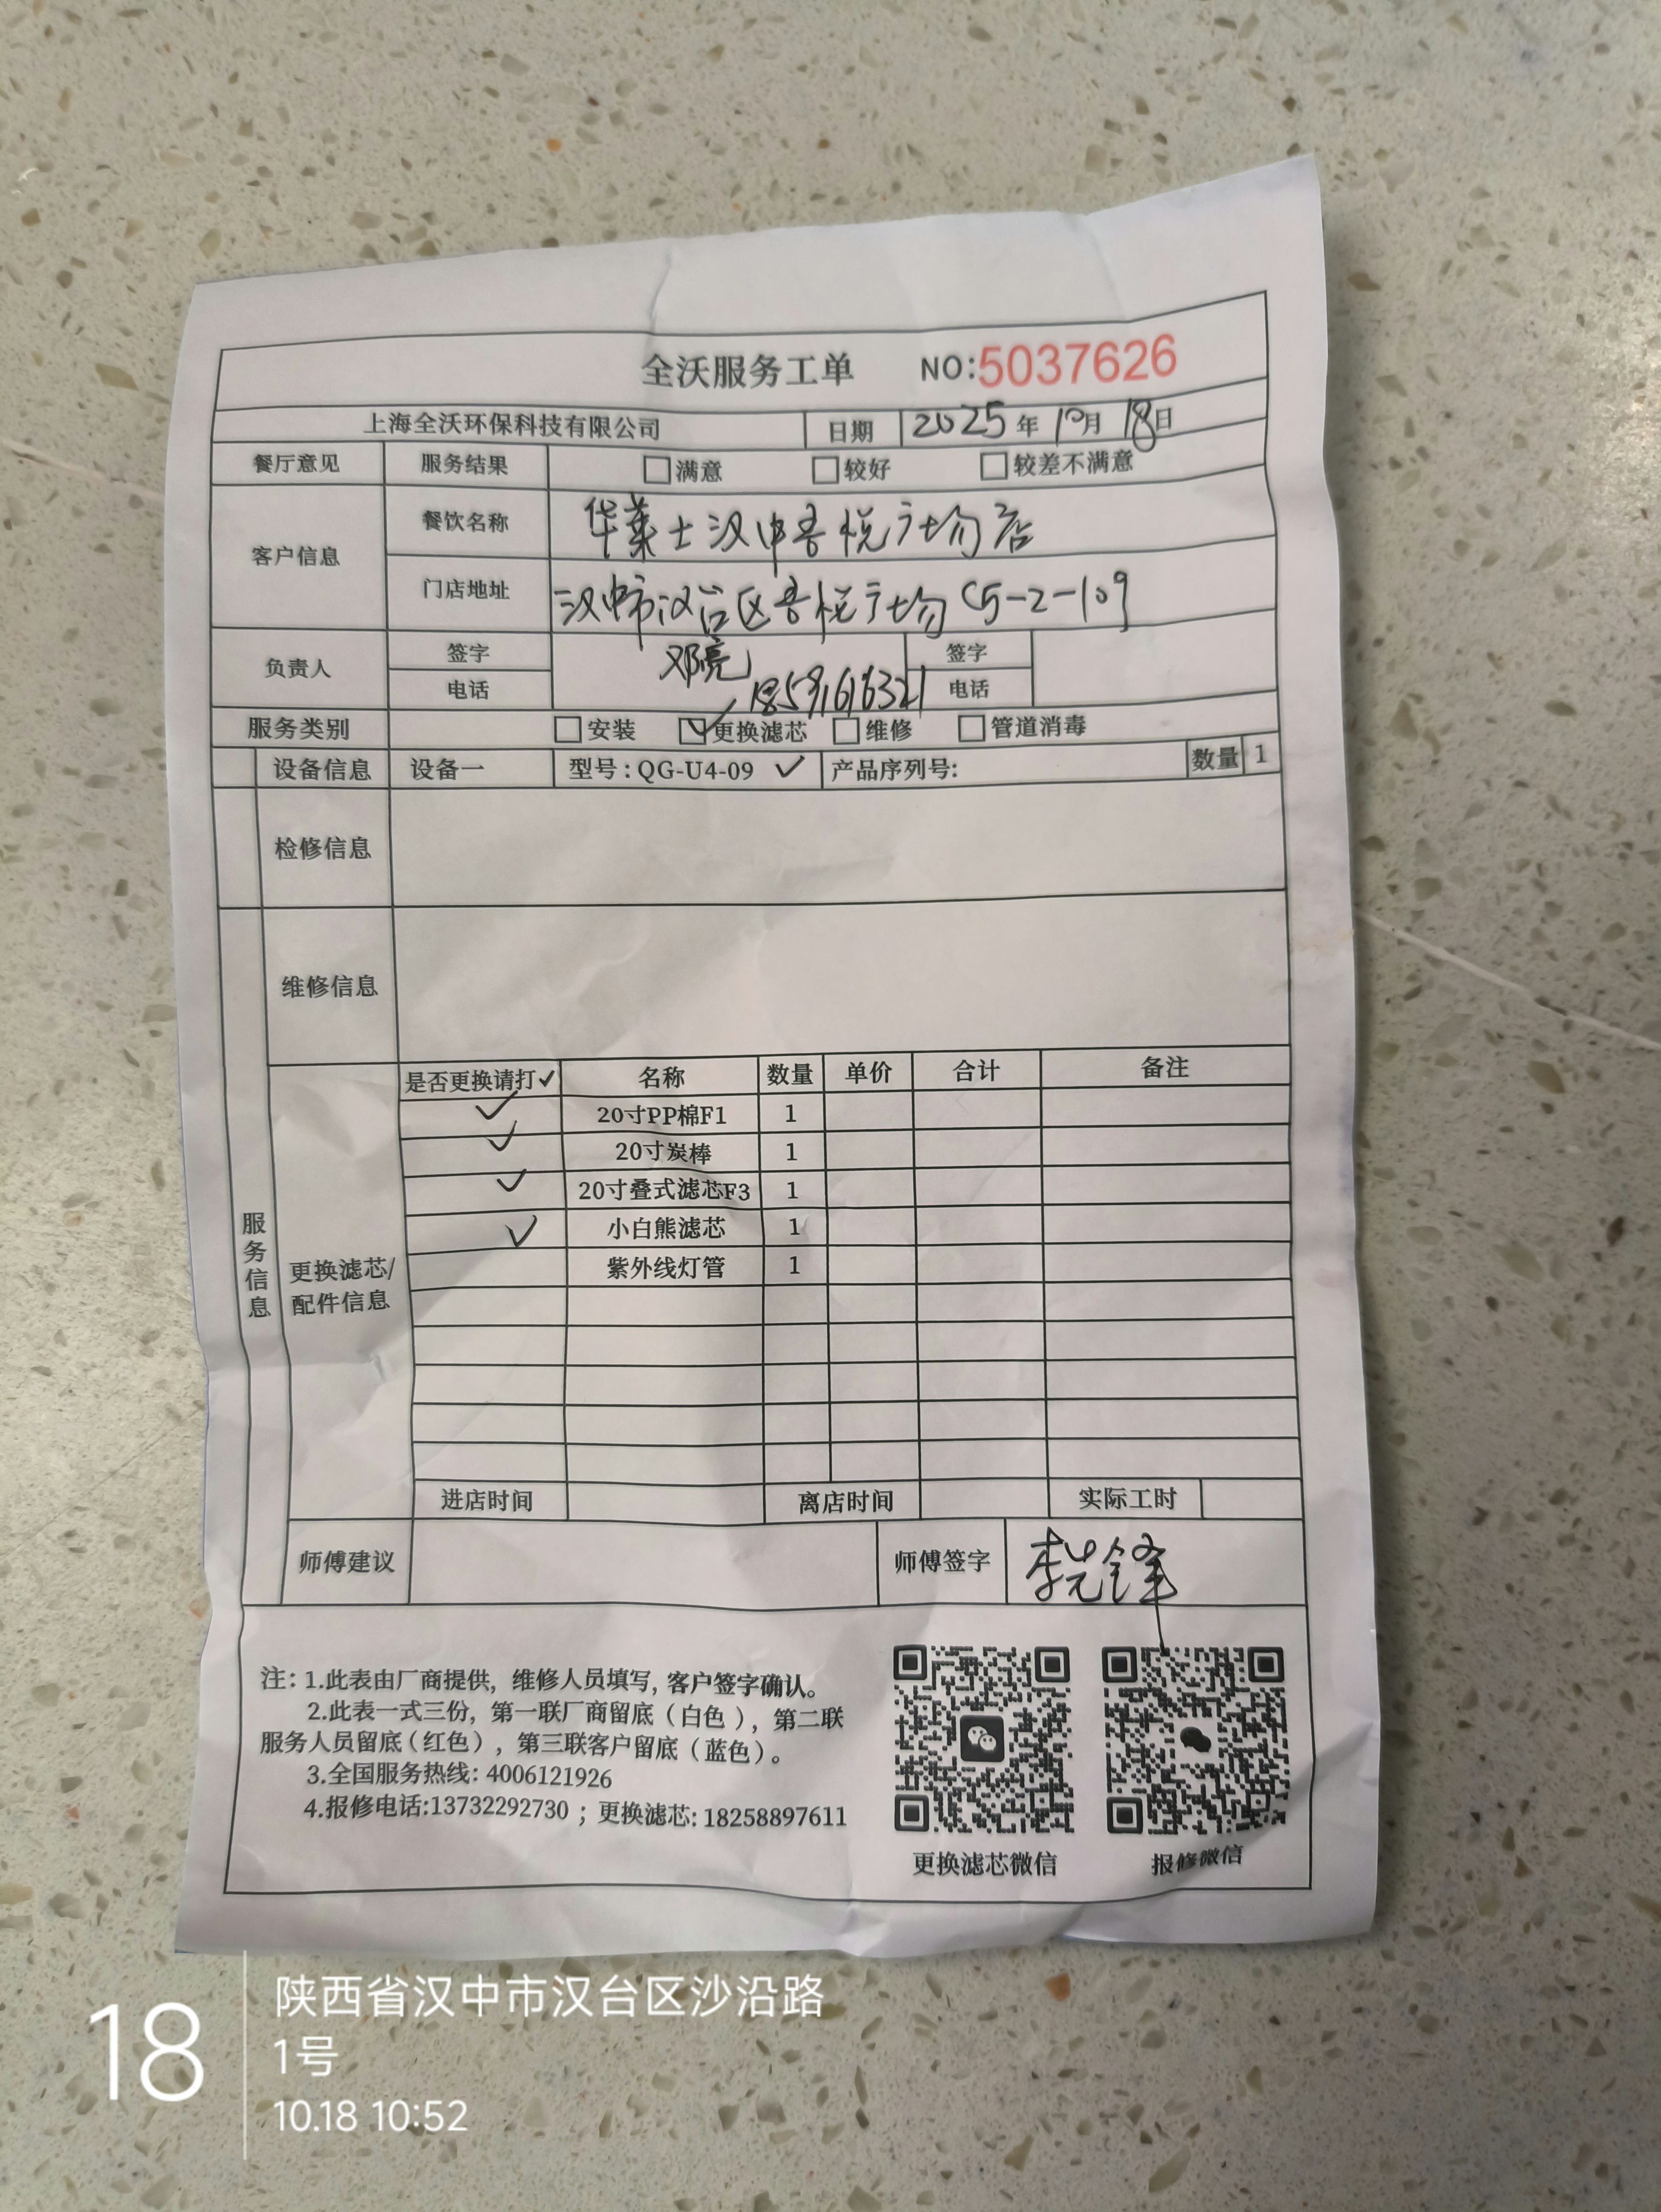 全沃服务工单 NO:5037626
上海全沃环保科技有限公司 日期 2025年10月18日
餐厅意见 服务结果 □满意 □较好 □较差不满意
客户信息 餐饮名称 华莱士汉中吾悦广场店
门店地址 汉中市汉台区吾悦广场C5-2-109
负责人 签字 邓亮 签字
电话 18591616321 电话
服务类别 □安装 ☑更换滤芯 □维修 □管道消毒
设备信息 设备一 型号:QG-U4-09 ✓ 产品序列号: 数量 1
检修信息
维修信息
服务信息
更换滤芯/配件信息
是否更换请打✓ 名称 数量 单价 合计 备注
✓ 20寸PP棉F1 1
✓ 20寸炭棒 1
✓ 20寸叠式滤芯F3 1
✓ 小白熊滤芯 1
紫外线灯管 1
进店时间 离店时间 实际工时
师傅建议 师傅签字 李先锋
注: 1.此表由厂商提供, 维修人员填写, 客户签字确认。
2.此表一式三份, 第一联厂商留底(白色), 第二联
服务人员留底(红色), 第三联客户留底(蓝色)。
3.全国服务热线: 4006121926
4.报修电话:13732292730 ; 更换滤芯: 18258897611
更换滤芯微信 报修微信
18 陕西省汉中市汉台区沙沿路
1号
10.18 10:52